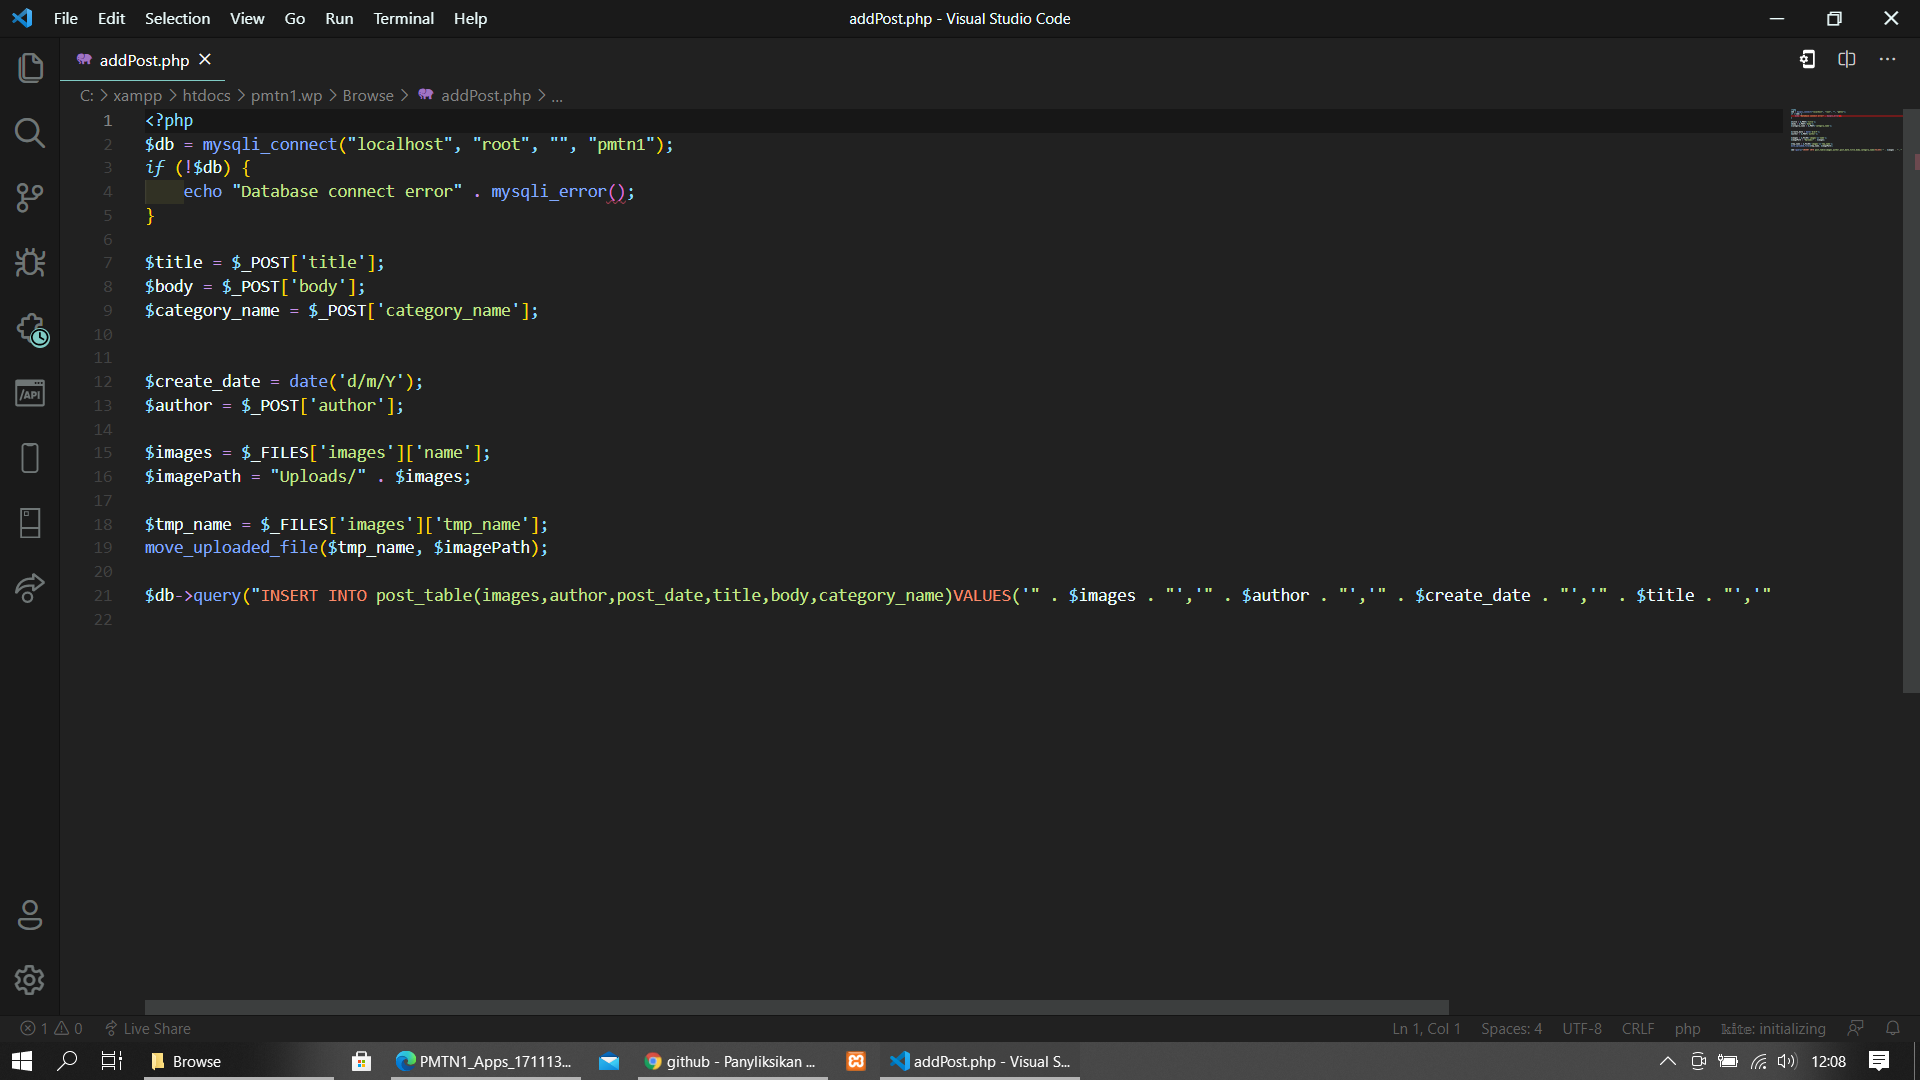 File Edit Selection View Go Run Terminal Help
addPost.php - Visual Studio Code
addPost.php
C: > xampp > htdocs > pmtn1.wp > Browse > addPost.php > ...
1 <?php
2 $db = mysqli_connect("localhost", "root", "", "pmtn1");
3 if (!$db) {
4     echo "Database connect error" . mysqli_error();
5 }
6
7 $title = $_POST['title'];
8 $body = $_POST['body'];
9 $category_name = $_POST['category_name'];
10
11
12 $create_date = date('d/m/Y');
13 $author = $_POST['author'];
14
15 $images = $_FILES['images']['name'];
16 $imagePath = "Uploads/" . $images;
17
18 $tmp_name = $_FILES['images']['tmp_name'];
19 move_uploaded_file($tmp_name, $imagePath);
20
21 $db->query("INSERT INTO post_table(images,author,post_date,title,body,category_name)VALUES('" . $images . "','" . $author . "','" . $create_date . "','" . $title . "','"
22
/API
1 0 Live Share
Ln 1, Col 1 Spaces: 4 UTF-8 CRLF php kite: initializing
Browse
PMTN1_Apps_171113...
github - Panyliksikan ...
addPost.php - Visual S...
12:08